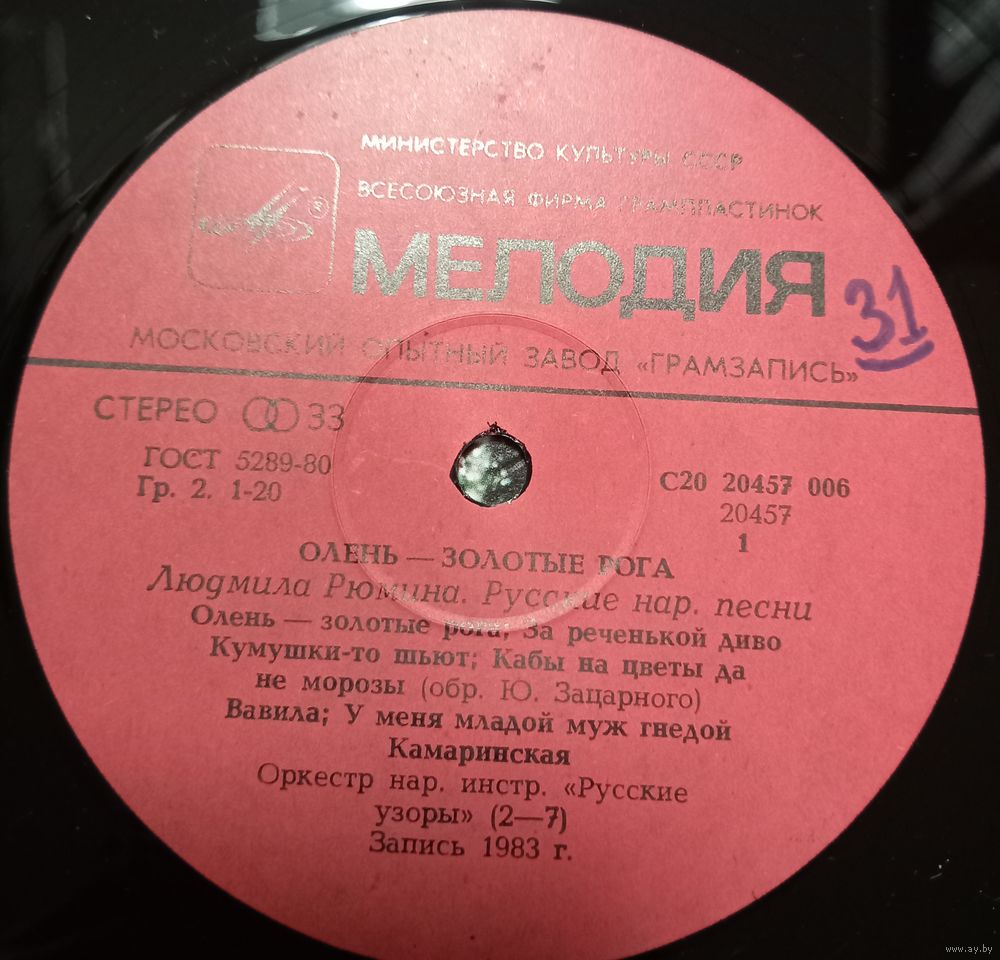 МИНИСТЕРСТВО КУЛЬТУРЫ СССР
ВСЕСОЮЗНАЯ ФИРМА ГРАМПЛАСТИНОК
®
МЕЛОДИЯ
31
МОСКОВСКИЙ ОПЫТНЫЙ ЗАВОД «ГРАМЗАПИСЬ»
СТЕРЕО 33
ГОСТ 5289-80
Гр. 2. 1-20
С20 20457 006
20457
1
ОЛЕНЬ — ЗОЛОТЫЕ РОГА
Людмила Рюмина. Русские нар. песни
Олень — золотые рога; За реченькой диво
Кумушки-то шьют; Кабы на цветы да
не морозы (обр. Ю. Зацарного)
Вавила; У меня младой муж гнедой
Камаринская
Оркестр нар. инстр. «Русские
узоры» (2—7)
Запись 1983 г.
www.ay.by